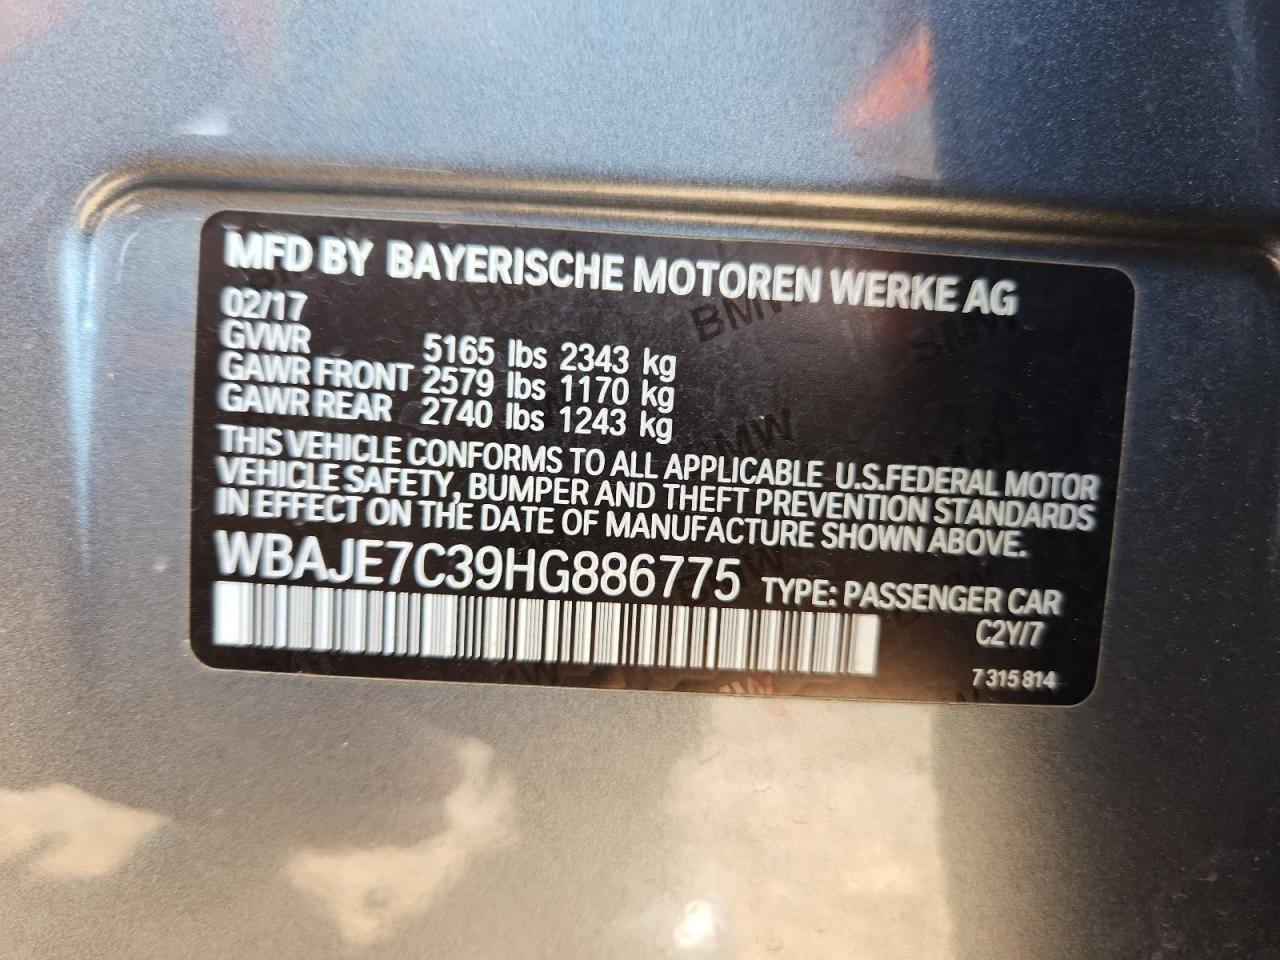 MFD BY BAYERISCHE MOTOREN WERKE AG
02/17
GVWR 5165 lbs 2343 kg
GAWR FRONT 2579 lbs 1170 kg
GAWR REAR 2740 lbs 1243 kg
THIS VEHICLE CONFORMS TO ALL APPLICABLE U.S.FEDERAL MOTOR
VEHICLE SAFETY, BUMPER AND THEFT PREVENTION STANDARDS
IN EFFECT ON THE DATE OF MANUFACTURE SHOWN ABOVE.
WBAJE7C39HG886775 TYPE: PASSENGER CAR
C2Y/7
7 315 814